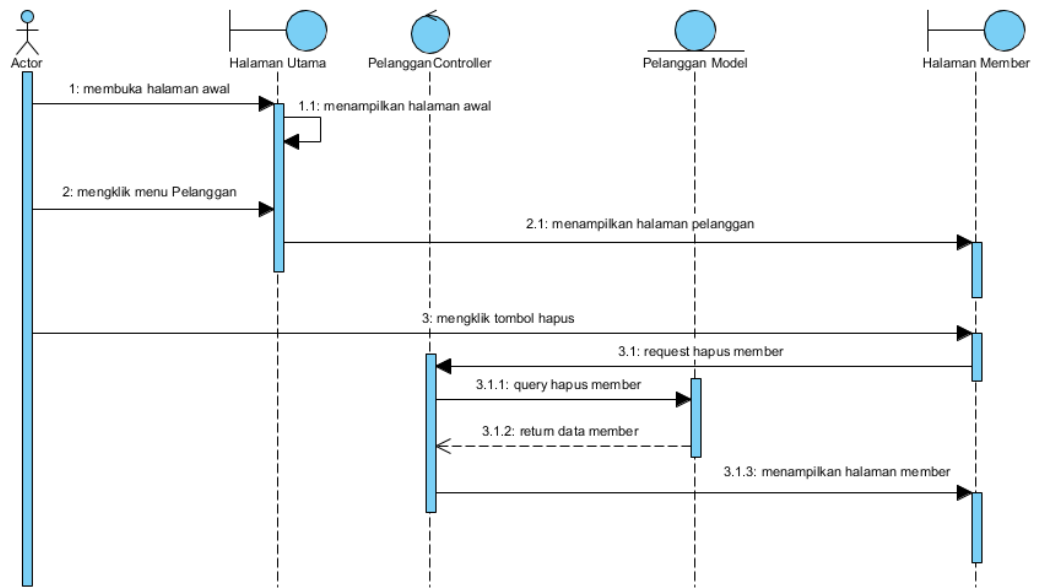 Actor
Halaman Utama
PelangganController
Pelanggan Model
Halaman Member
1: membuka halaman awal
1.1: menampilkan halaman awal
2: mengklik menu Pelanggan
2.1: menampilkan halaman pelanggan
3: mengklik tombol hapus
3.1: request hapus member
3.1.1: query hapus member
3.1.2: return data member
3.1.3: menampilkan halaman member